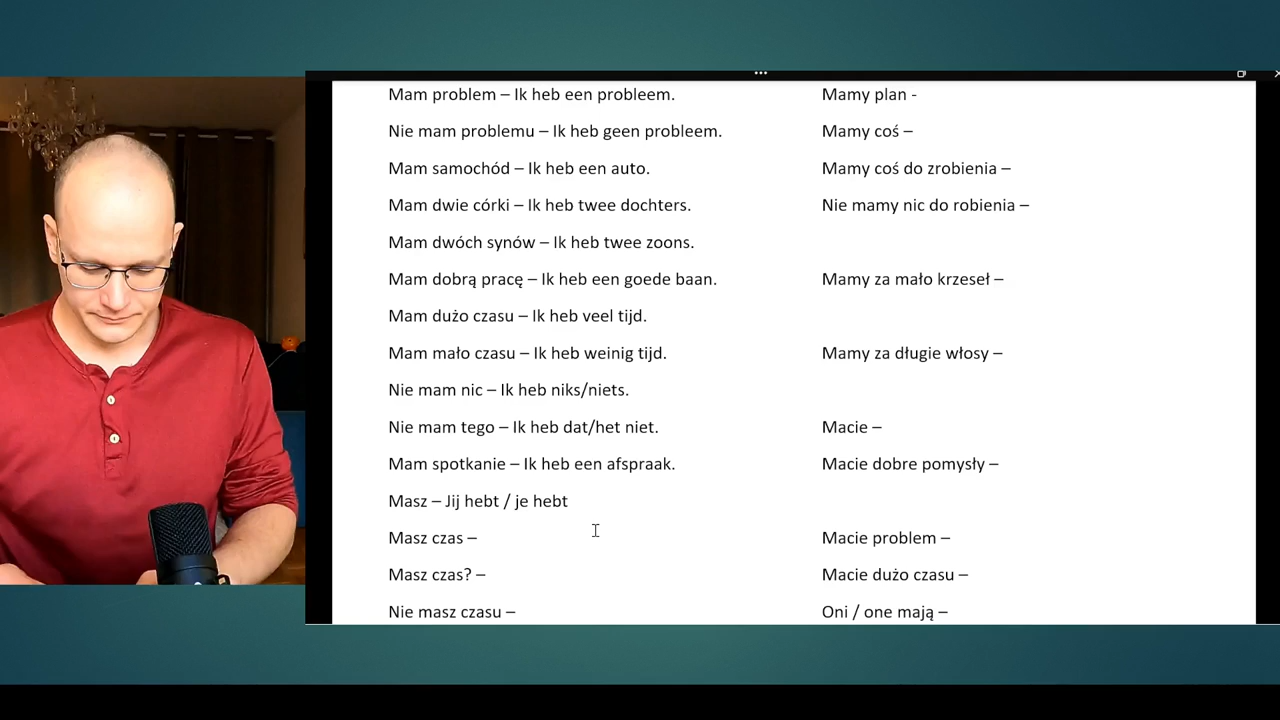 Mam problem – Ik heb een probleem.
Nie mam problemu – Ik heb geen probleem.
Mam samochód – Ik heb een auto.
Mam dwie córki – Ik heb twee dochters.
Mam dwóch synów – Ik heb twee zoons.
Mam dobrą pracę – Ik heb een goede baan.
Mam dużo czasu – Ik heb veel tijd.
Mam mało czasu – Ik heb weinig tijd.
Nie mam nic – Ik heb niks/niets.
Nie mam tego – Ik heb dat/het niet.
Mam spotkanie – Ik heb een afspraak.
Masz – Jij hebt / je hebt
Masz czas –
Masz czas? –
Nie masz czasu –
Mamy plan -
Mamy coś –
Mamy coś do zrobienia –
Nie mamy nic do robienia –
Mamy za mało krzeseł –
Mamy za długie włosy –
Macie –
Macie dobre pomysły –
Macie problem –
Macie dużo czasu –
Oni / one mają –